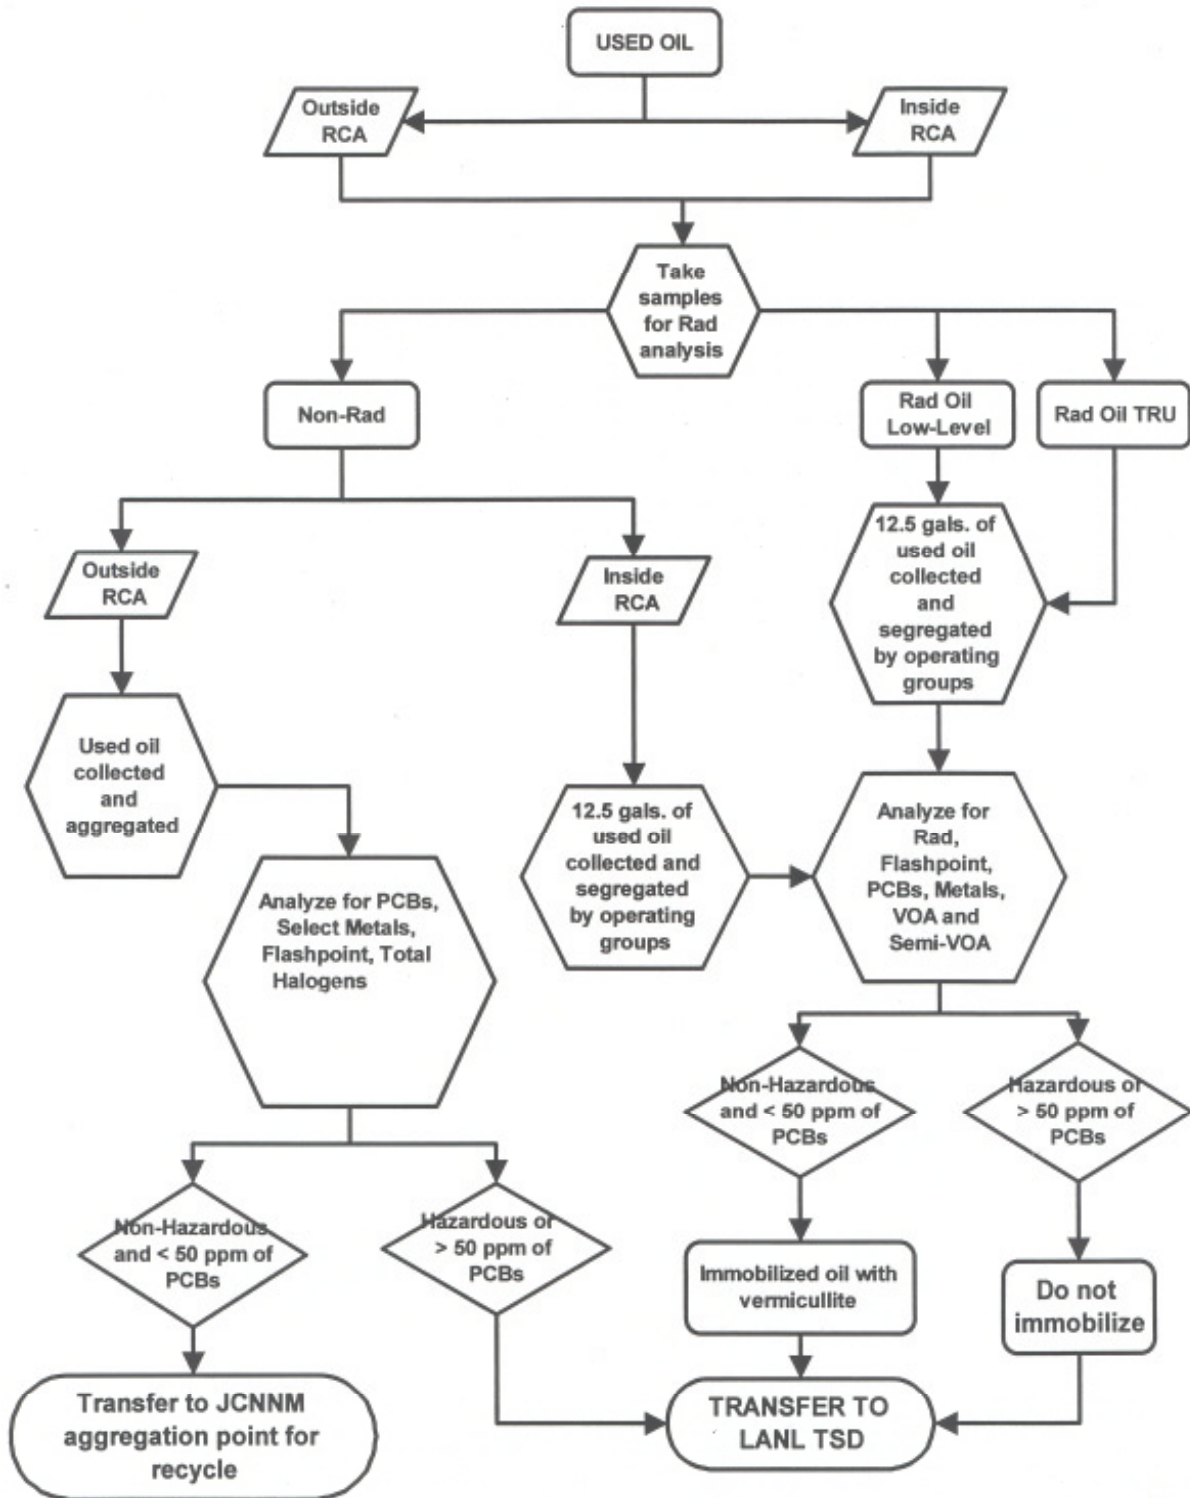 USED OIL
Outside
RCA
Inside
RCA
Take
samples
for Rad
analysis
Non-Rad
Rad Oil
Low-Level
Rad Oil TRU
12.5 gals. of
used oil
collected
and
segregated
by operating
groups
Outside
RCA
Inside
RCA
Used oil
collected
and
aggregated
12.5 gals. of
used oil
collected and
segregated
by operating
groups
Analyze for
Rad,
Flashpoint,
PCBs, Metals,
VOA and
Semi-VOA
Analyze for PCBs,
Select Metals,
Flashpoint, Total
Halogens
Non-Hazardous
and < 50 ppm of
PCBs
Hazardous or
> 50 ppm of
PCBs
Non-Hazardous
and < 50 ppm of
PCBs
Hazardous or
> 50 ppm of
PCBs
Immobilized oil with
vermicullite
Do not
immobilize
Transfer to JCNNM
aggregation point for
recycle
TRANSFER TO
LANL TSD